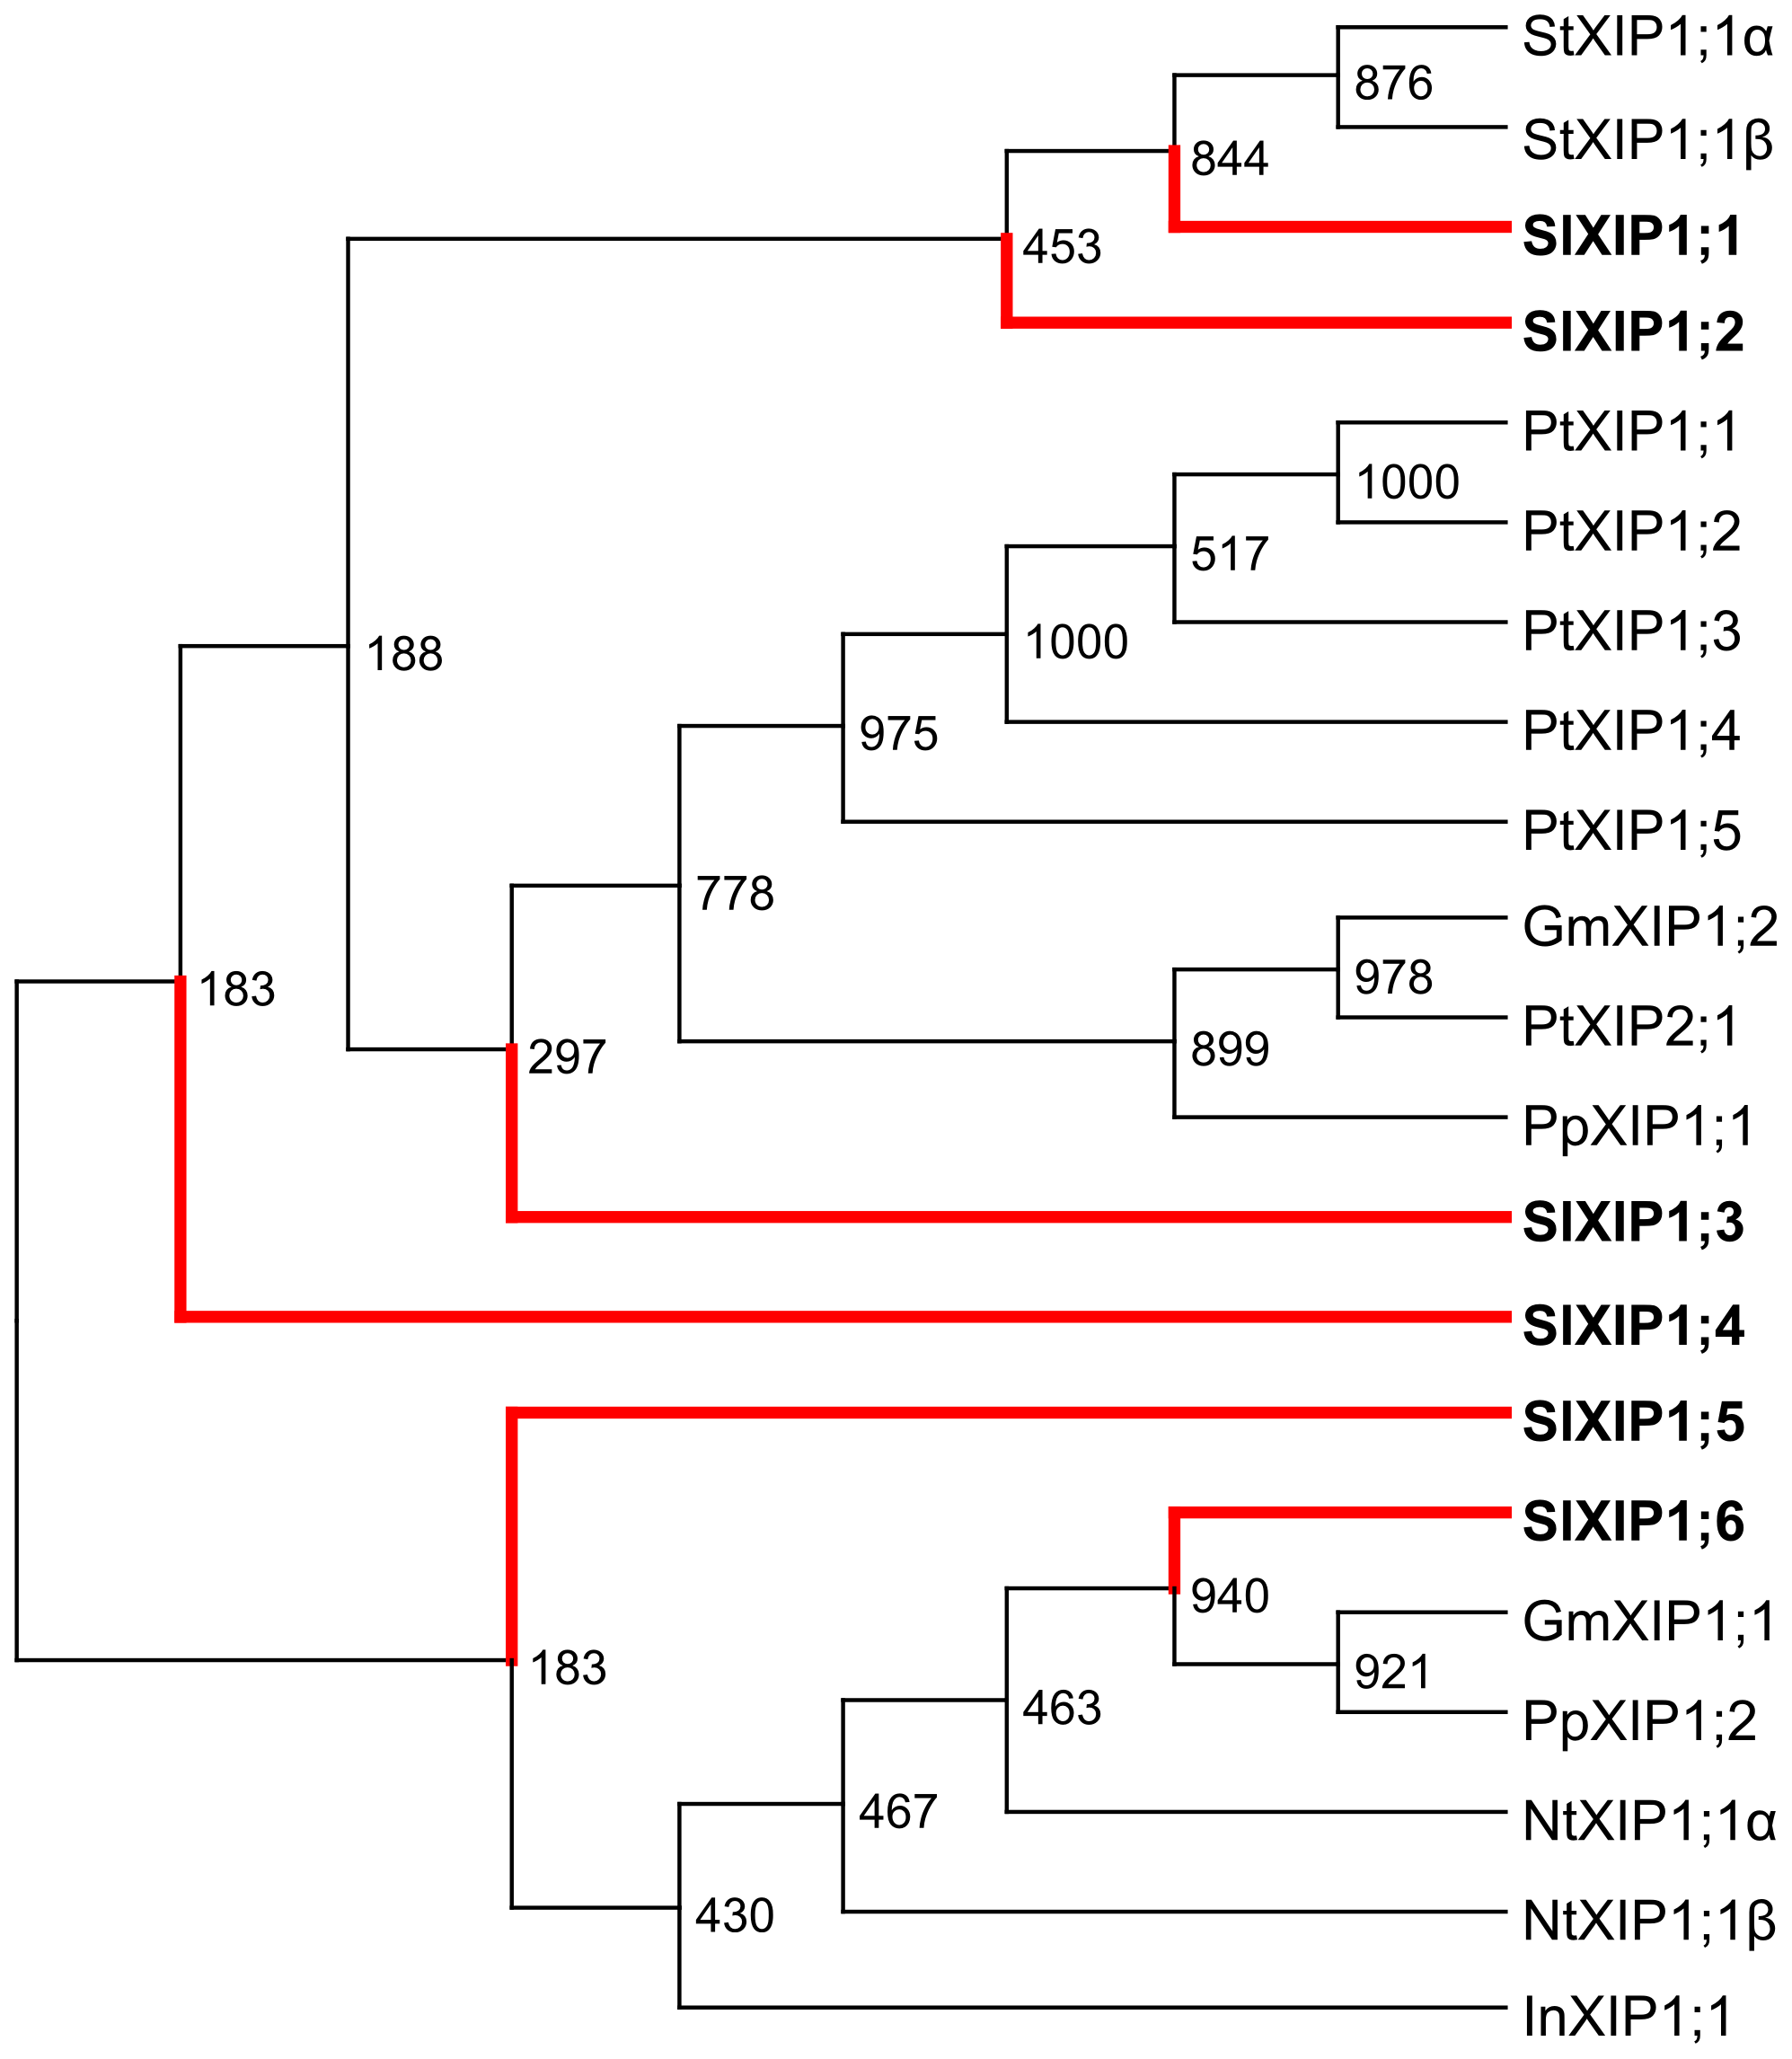 StXIP1;1α
876
StXIP1;1β
844
SlXIP1;1
453
SlXIP1;2
PtXIP1;1
1000
PtXIP1;2
517
PtXIP1;3
1000
188
PtXIP1;4
975
PtXIP1;5
778
GmXIP1;2
978
183
PtXIP2;1
899
297
PpXIP1;1
SlXIP1;3
SlXIP1;4
SlXIP1;5
SlXIP1;6
940
GmXIP1;1
183
921
463
PpXIP1;2
467
NtXIP1;1α
430
NtXIP1;1β
InXIP1;1